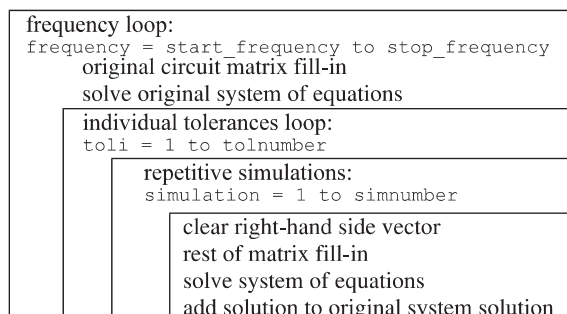 frequency loop:
frequency = start_frequency to stop_frequency
original circuit matrix fill-in
solve original system of equations
individual tolerances loop:
toli = 1 to tolnumber
repetitive simulations:
simulation = 1 to simnumber
clear right-hand side vector
rest of matrix fill-in
solve system of equations
add solution to original system solution